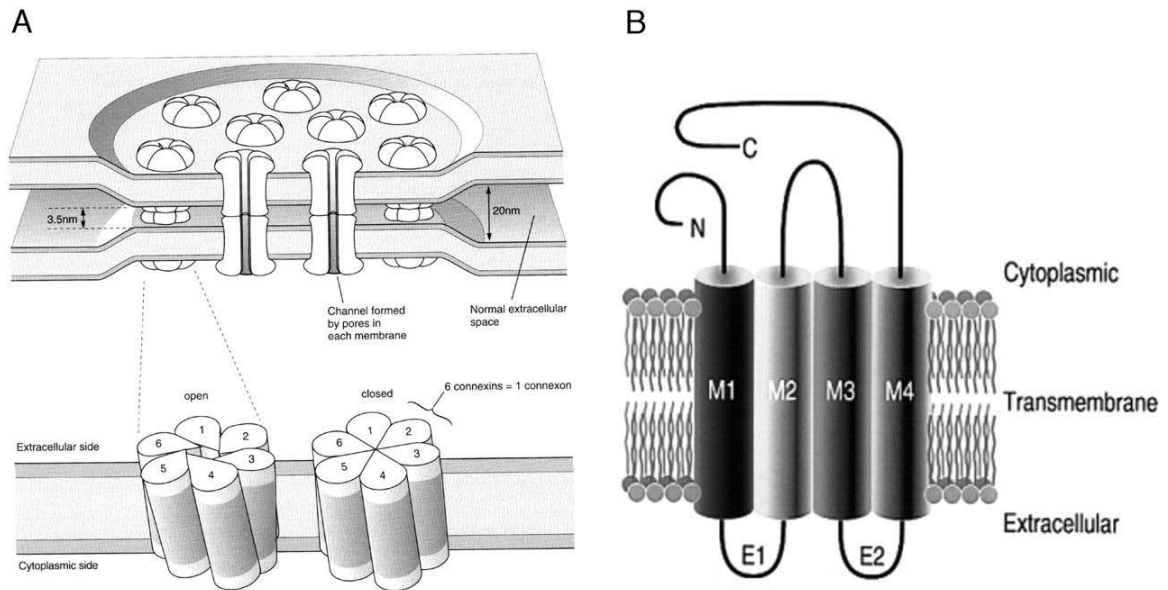 A
3.5nm
20nm
Channel formed
by pores in
each membrane
Normal extracellular
space
6 connexins = 1 connexon
open
closed
Extracellular side
1
2
3
4
5
6
1
2
3
4
5
6
Cytoplasmic side
B
C
N
Cytoplasmic
M1
M2
M3
M4
Transmembrane
Extracellular
E1
E2